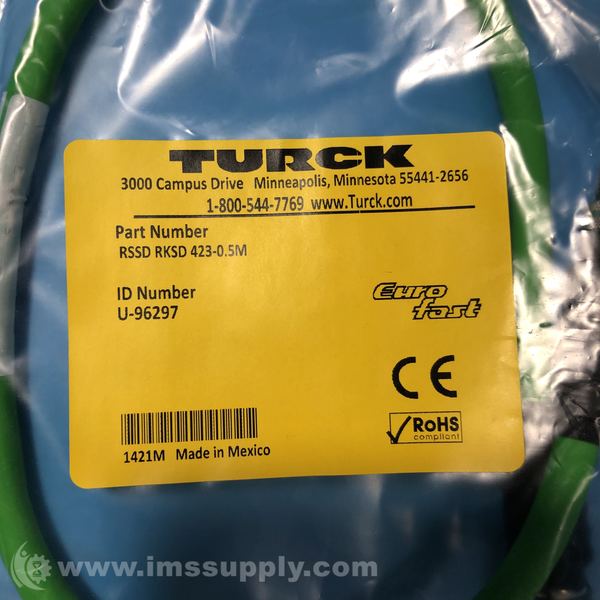 TURCK
3000 Campus Drive Minneapolis, Minnesota 55441-2656
1-800-544-7769 www.Turck.com
Part Number
RSSD RKSD 423-0.5M
ID Number
U-96297
Euro
fast
CE
RoHS
compliant
1421M Made in Mexico
www.imssupply.com